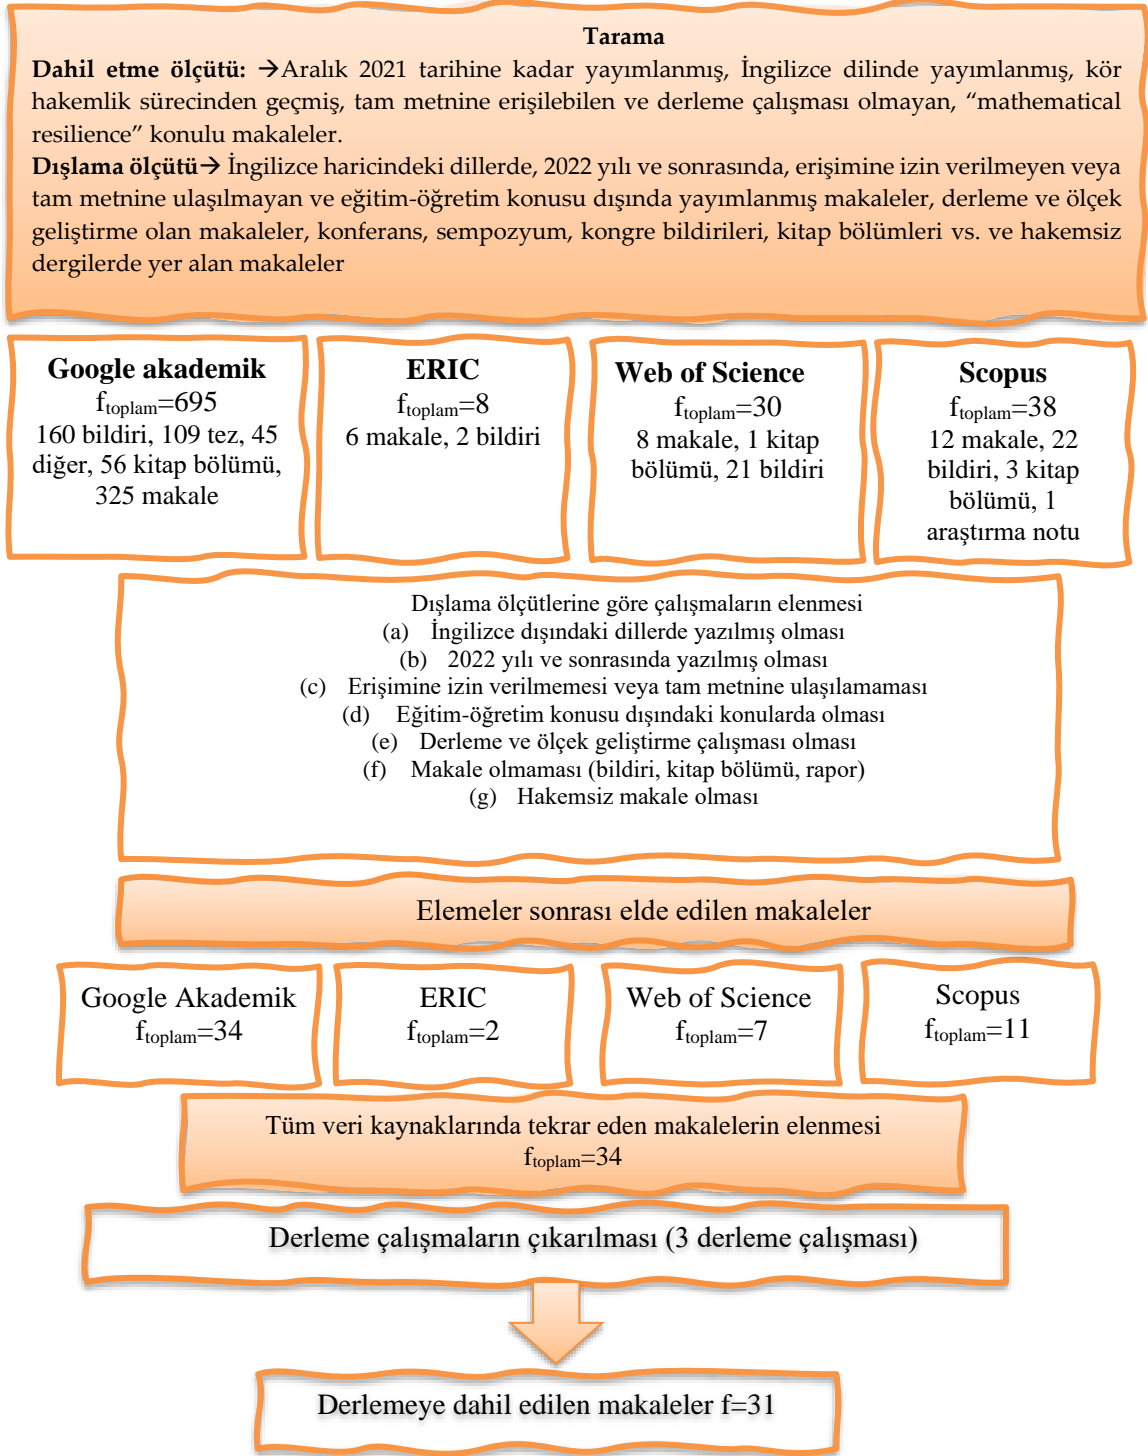 Tarama
Dahil etme ölçütü: →Aralık 2021 tarihine kadar yayımlanmış, İngilizce dilinde yayımlanmış, kör
hakemlik sürecinden geçmiş, tam metnine erişilebilen ve derleme çalışması olmayan, “mathematical
resilience” konulu makaleler.
Dışlama ölçütü→ İngilizce haricindeki dillerde, 2022 yılı ve sonrasında, erişimine izin verilmeyen veya
tam metnine ulaşılmayan ve eğitim-öğretim konusu dışında yayımlanmış makaleler, derleme ve ölçek
geliştirme olan makaleler, konferans, sempozyum, kongre bildirileri, kitap bölümleri vs. ve hakemsiz
dergilerde yer alan makaleler
Google akademik
ftoplam=695
160 bildiri, 109 tez, 45
diğer, 56 kitap bölümü,
325 makale
ERIC
ftoplam=8
6 makale, 2 bildiri
Web of Science
ftoplam=30
8 makale, 1 kitap
bölümü, 21 bildiri
Scopus
ftoplam=38
12 makale, 22
bildiri, 3 kitap
bölümü, 1
araştırma notu
Dışlama ölçütlerine göre çalışmaların elenmesi
(a) İngilizce dışındaki dillerde yazılmış olması
(b) 2022 yılı ve sonrasında yazılmış olması
(c) Erişimine izin verilmemesi veya tam metnine ulaşılamaması
(d) Eğitim-öğretim konusu dışındaki konularda olması
(e) Derleme ve ölçek geliştirme çalışması olması
(f) Makale olmaması (bildiri, kitap bölümü, rapor)
(g) Hakemsiz makale olması
Elemeler sonrası elde edilen makaleler
Google Akademik
ftoplam=34
ERIC
ftoplam=2
Web of Science
ftoplam=7
Scopus
ftoplam=11
Tüm veri kaynaklarında tekrar eden makalelerin elenmesi
ftoplam=34
Derleme çalışmaların çıkarılması (3 derleme çalışması)
Derlemeye dahil edilen makaleler f=31